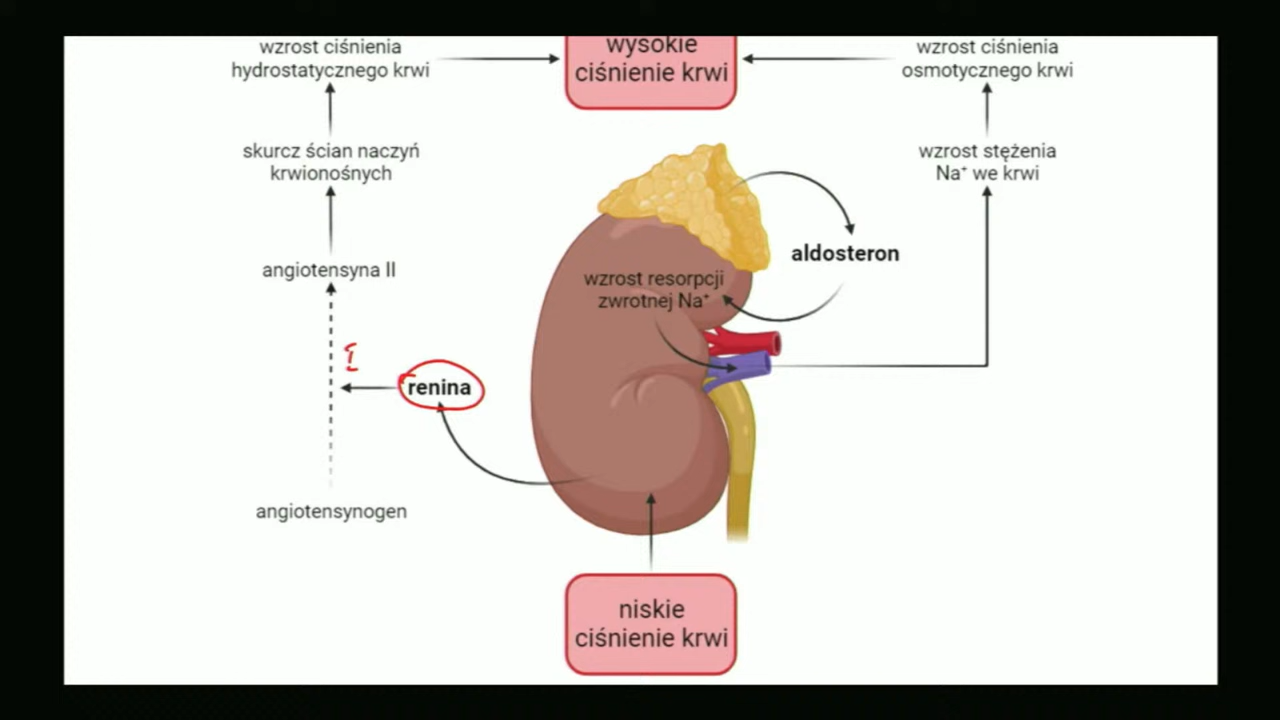 wzrost ciśnienia
hydrostatycznego krwi
wysokie
ciśnienie krwi
wzrost ciśnienia
osmotycznego krwi
skurcz ścian naczyń
krwionośnych
wzrost stężenia
Na⁺ we krwi
aldosteron
angiotensyna II
wzrost resorpcji
zwrotnej Na⁺
renina
angiotensynogen
niskie
ciśnienie krwi